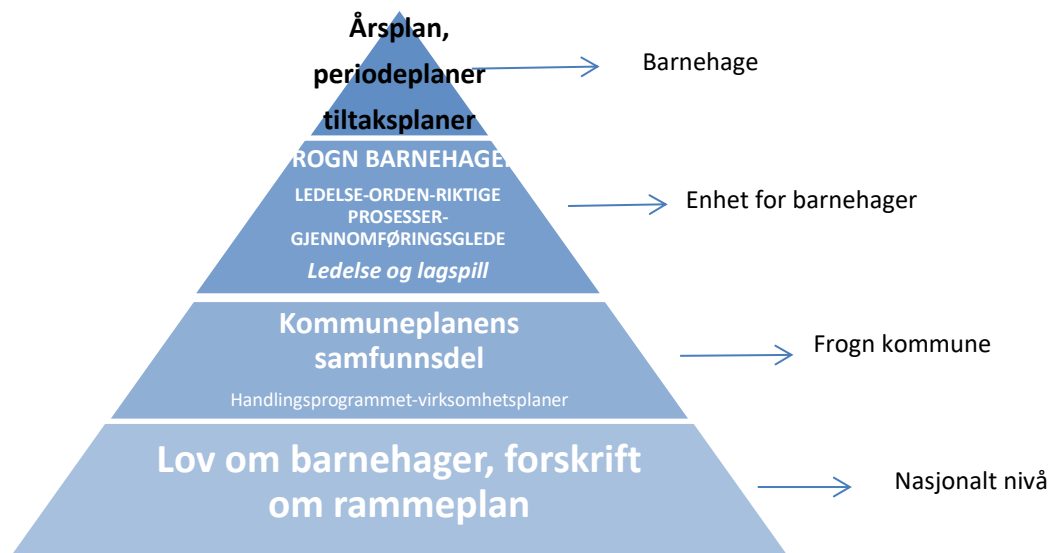 Årsplan,
periodeplaner
Barnehage
tiltaksplaner
ROGN BARNEHAGE
LEDELSE-ORDEN-RIKTIGE
PROSESSER-
GJENNOMFØRINGSGLEDE
Enhet for barnehager
Ledelse og lagspill
Kommuneplanens
samfunnsdel
Frogn kommune
Handlingsprogrammet-virksomhetsplaner
Lov om barnehager, forskrift
om rammeplan
Nasjonalt nivå